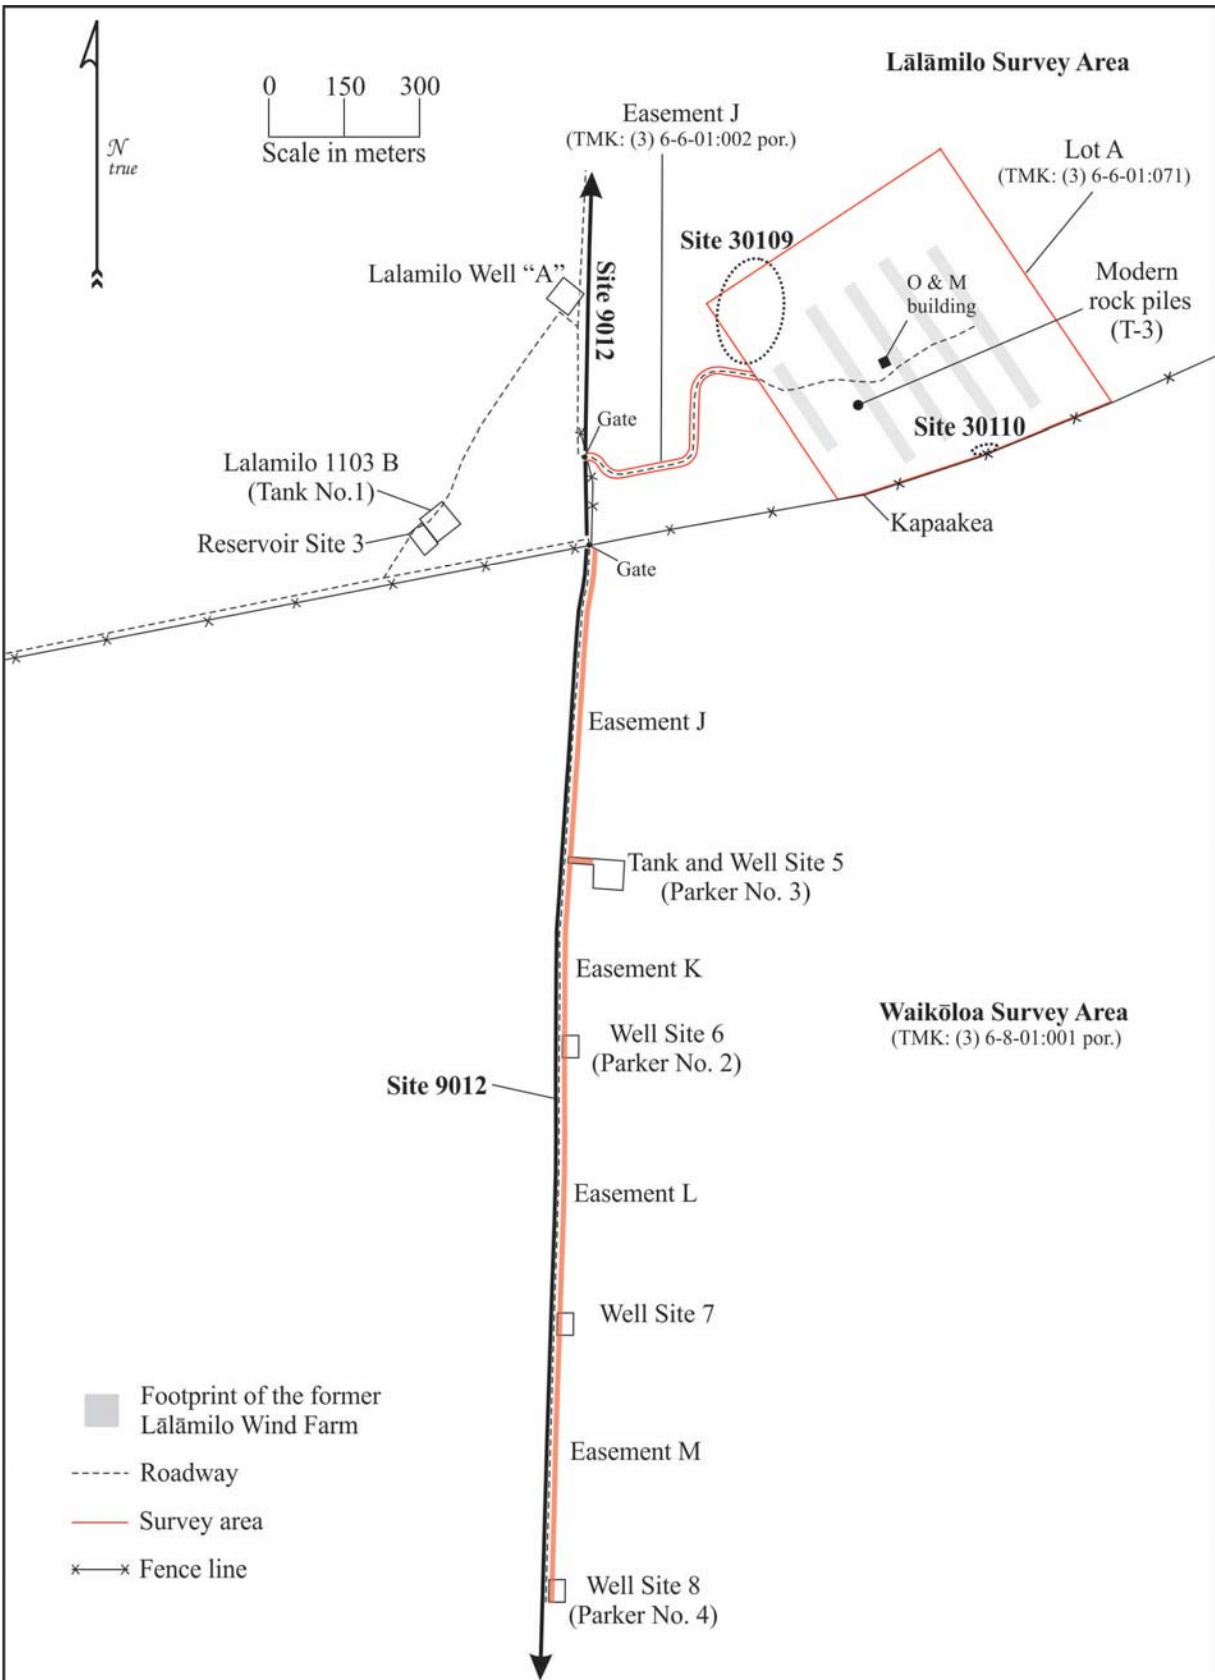 Lālāmilo Survey Area
0 150 300
Scale in meters
N
true
Easement J
(TMK: (3) 6-6-01:002 por.)
Lot A
(TMK: (3) 6-6-01:071)
Site 30109
Lalamilo Well “A”
Site 9012
O & M
building
Modern
rock piles
(T-3)
Gate
Site 30110
Lalamilo 1103 B
(Tank No.1)
Reservoir Site 3
Kapaakea
Gate
Easement J
Tank and Well Site 5
(Parker No. 3)
Easement K
Waikōloa Survey Area
(TMK: (3) 6-8-01:001 por.)
Well Site 6
(Parker No. 2)
Site 9012
Easement L
Well Site 7
Footprint of the former
Lālāmilo Wind Farm
Roadway
Survey area
Fence line
Easement M
Well Site 8
(Parker No. 4)